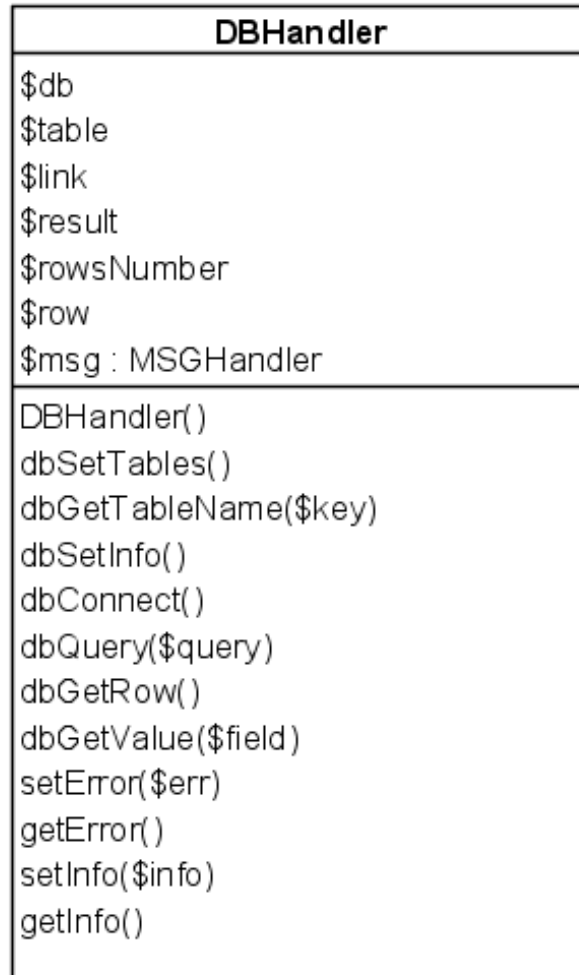 DBHandler
$db
$table
$link
$result
$rowsNumber
$row
$msg : MSGHandler
DBHandler()
dbSetTables()
dbGetTableName($key)
dbSetInfo()
dbConnect()
dbQuery($query)
dbGetRow()
dbGetValue($field)
setError($err)
getError()
setInfo($info)
getInfo()